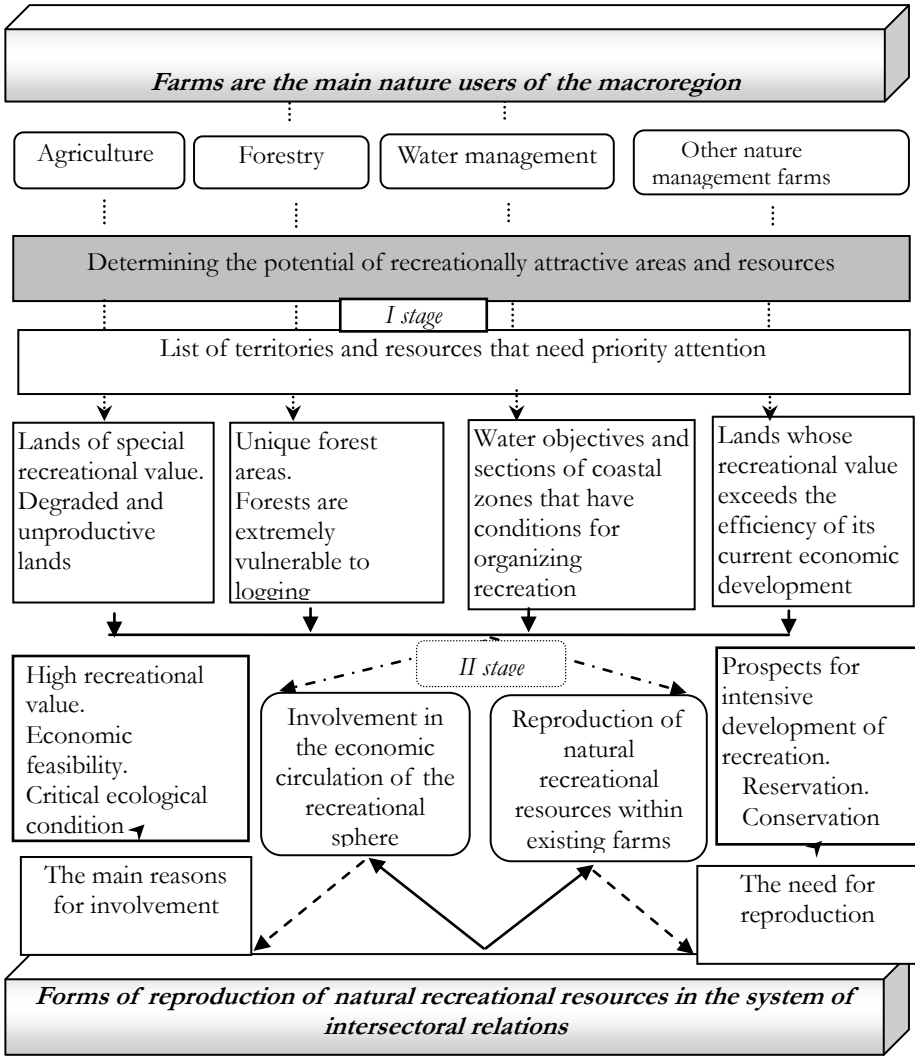 Farms are the main nature users of the macroregion
Agriculture
Forestry
Water management
Other nature
management farms
Determining the potential of recreationally attractive areas and resources
I stage
List of territories and resources that need priority attention
Lands of special
recreational value.
Degraded and
unproductive
lands
Unique forest
areas.
Forests are
extremely
vulnerable to
logging
Water objectives and
sections of coastal
zones that have
conditions for
organizing
recreation
Lands whose
recreational value
exceeds the
efficiency of its
current economic
development
II stage
High recreational
value.
Economic
feasibility.
Critical ecological
condition
Involvement in
the economic
circulation of the
recreational
sphere
Reproduction of
natural
recreational
resources within
existing farms
Prospects for
intensive
development of
recreation.
Reservation.
Conservation
The main reasons
for involvement
The need for
reproduction
Forms of reproduction of natural recreational resources in the system of
intersectoral relations